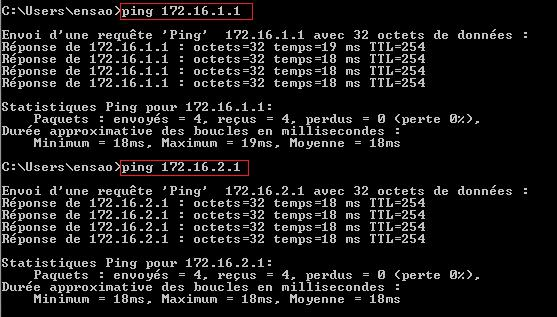 C:\Users\ensao>ping 172.16.1.1
Envoi d'une requête 'Ping'  172.16.1.1 avec 32 octets de données :
Réponse de 172.16.1.1 : octets=32 temps=19 ms TTL=254
Réponse de 172.16.1.1 : octets=32 temps=18 ms TTL=254
Réponse de 172.16.1.1 : octets=32 temps=18 ms TTL=254
Réponse de 172.16.1.1 : octets=32 temps=18 ms TTL=254
Statistiques Ping pour 172.16.1.1:
    Paquets : envoyés = 4, reçus = 4, perdus = 0 (perte 0%),
Durée approximative des boucles en millisecondes :
    Minimum = 18ms, Maximum = 19ms, Moyenne = 18ms
C:\Users\ensao>ping 172.16.2.1
Envoi d'une requête 'Ping'  172.16.2.1 avec 32 octets de données :
Réponse de 172.16.2.1 : octets=32 temps=18 ms TTL=254
Réponse de 172.16.2.1 : octets=32 temps=18 ms TTL=254
Réponse de 172.16.2.1 : octets=32 temps=18 ms TTL=254
Réponse de 172.16.2.1 : octets=32 temps=18 ms TTL=254
Statistiques Ping pour 172.16.2.1:
    Paquets : envoyés = 4, reçus = 4, perdus = 0 (perte 0%),
Durée approximative des boucles en millisecondes :
    Minimum = 18ms, Maximum = 18ms, Moyenne = 18ms